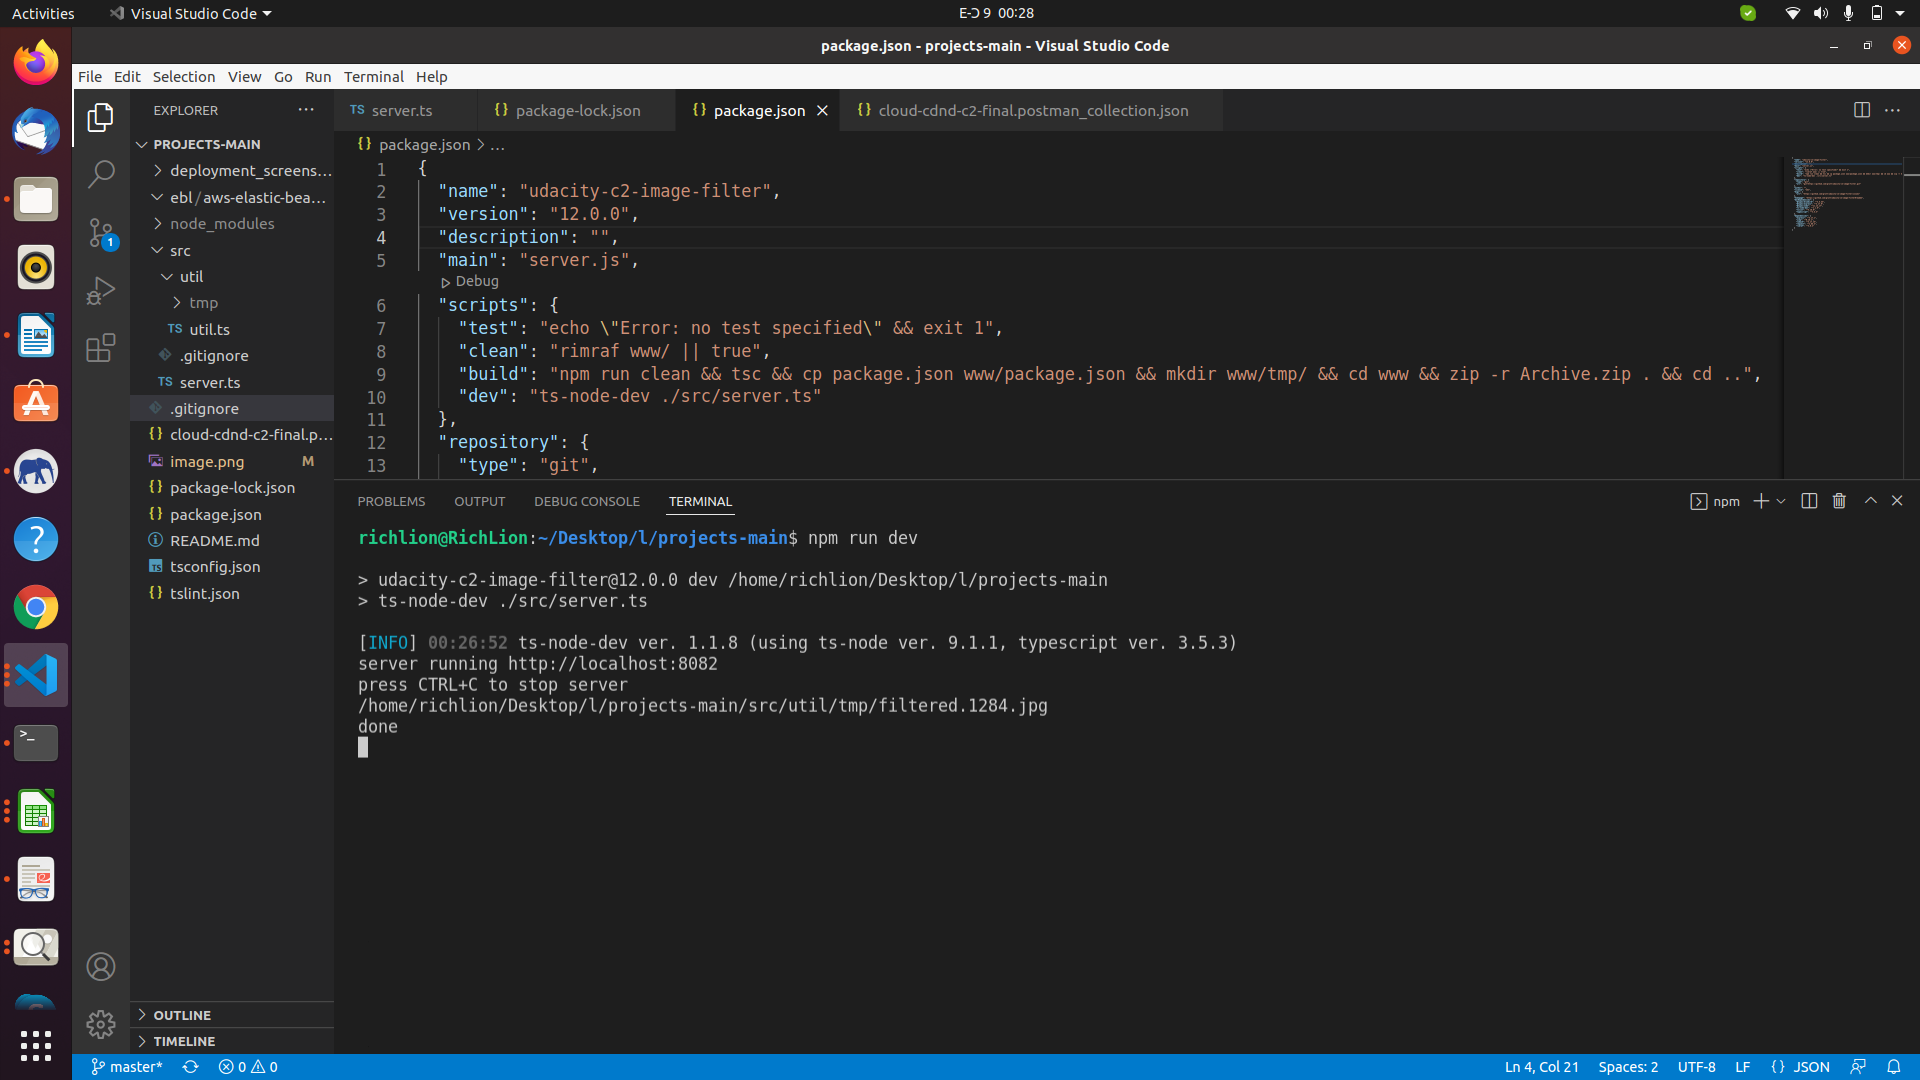 Activities
Visual Studio Code
9 00:28
package.json - projects-main - Visual Studio Code
File Edit Selection View Go Run Terminal Help
EXPLORER
PROJECTS-MAIN
deployment_screens...
ebl / aws-elastic-bea...
node_modules
src
util
tmp
TS util.ts
.gitignore
TS server.ts
.gitignore
{} cloud-cdnd-c2-final.p...
image.png M
{} package-lock.json
{} package.json
README.md
tsconfig.json
{} tslint.json
OUTLINE
TIMELINE
TS server.ts
{} package-lock.json
{} package.json
{} cloud-cdnd-c2-final.postman_collection.json
{} package.json > ...
1 {
2 "name": "udacity-c2-image-filter",
3 "version": "12.0.0",
4 "description": "",
5 "main": "server.js",
Debug
6 "scripts": {
7 "test": "echo \"Error: no test specified\" && exit 1",
8 "clean": "rimraf www/ || true",
9 "build": "npm run clean && tsc && cp package.json www/package.json && mkdir www/tmp/ && cd www && zip -r Archive.zip . && cd ..",
10 "dev": "ts-node-dev ./src/server.ts"
11 },
12 "repository": {
13 "type": "git",
PROBLEMS OUTPUT DEBUG CONSOLE TERMINAL
npm
richlion@RichLion:~/Desktop/l/projects-main$ npm run dev
> udacity-c2-image-filter@12.0.0 dev /home/richlion/Desktop/l/projects-main
> ts-node-dev ./src/server.ts
[INFO] 00:26:52 ts-node-dev ver. 1.1.8 (using ts-node ver. 9.1.1, typescript ver. 3.5.3)
server running http://localhost:8082
press CTRL+C to stop server
/home/richlion/Desktop/l/projects-main/src/util/tmp/filtered.1284.jpg
done
1
master*
0 0
Ln 4, Col 21
Spaces: 2
UTF-8
LF
{} JSON